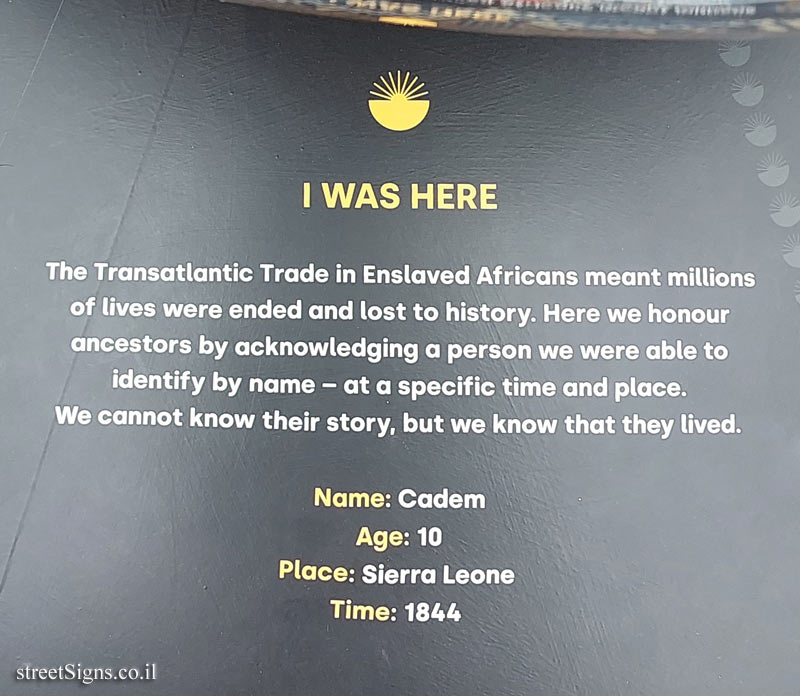 I WAS HERE
The Transatlantic Trade in Enslaved Africans meant millions
of lives were ended and lost to history. Here we honour
ancestors by acknowledging a person we were able to
identify by name – at a specific time and place.
We cannot know their story, but we know that they lived.
Name: Cadem
Age: 10
Place: Sierra Leone
Time: 1844
streetSigns.co.il